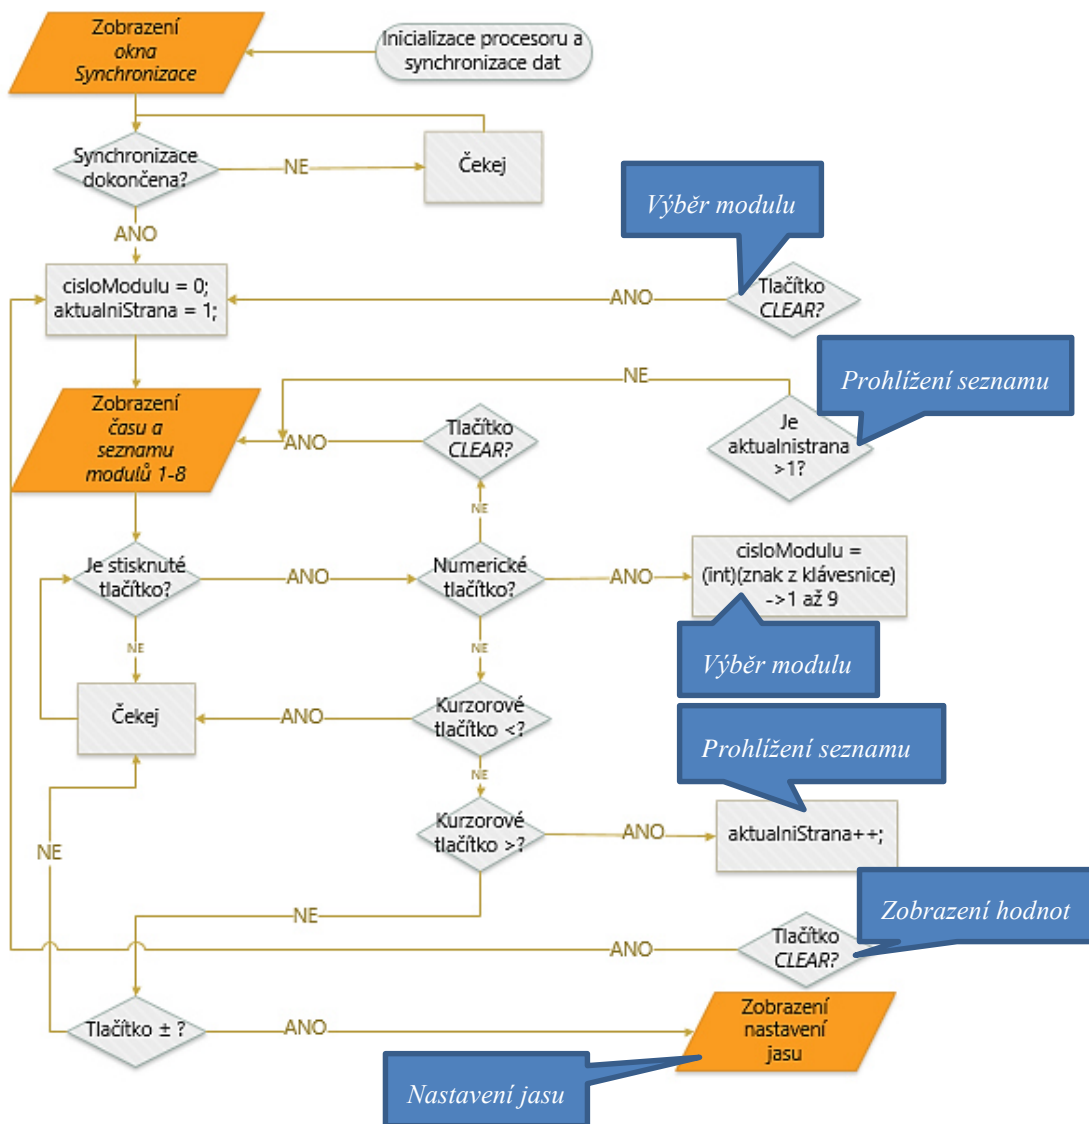 Zobrazení
okna
Synchronizace
Inicializace procesoru a
synchronizace dat
Synchronizace
dokončena?
NE
Čekej
Výběr modulu
ANO
cisloModulu = 0;
aktualniStrana = 1;
ANO
Tlačítko
CLEAR?
NE
Prohlížení seznamu
Zobrazení
času a
seznamu
modulů 1-8
ANO
Tlačítko
CLEAR?
Je
aktualnistrana
>1?
NE
Je stisknuté
tlačítko?
ANO
Numerické
tlačítko?
ANO
cisloModulu =
(int)(znak z klávesnice)
->1 až 9
NE
NE
Výběr modulu
Čekej
ANO
Kurzorové
tlačítko <?
Prohlížení seznamu
NE
Kurzorové
tlačítko >?
ANO
aktualniStrana++;
NE
NE
Zobrazení hodnot
ANO
Tlačítko
CLEAR?
Tlačítko ± ?
ANO
Zobrazení
nastavení
jasu
Nastavení jasu